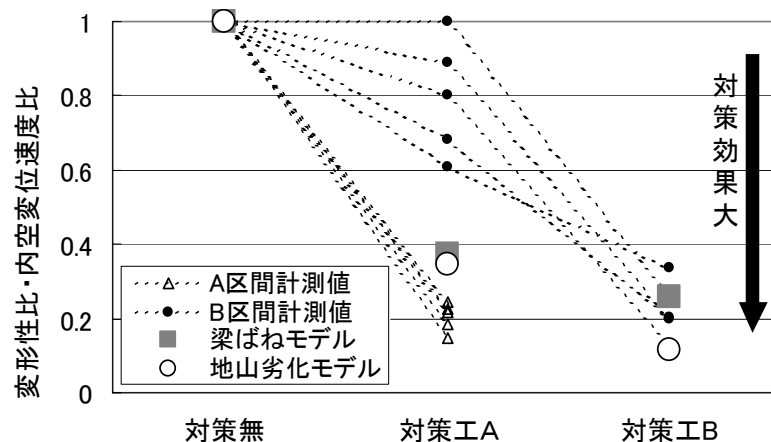 変形性比・内空変位速度比
1
0.8
0.6
0.4
0.2
0
A区間計測値
B区間計測値
梁ばねモデル
地山劣化モデル
対策無
対策工A
対策工B
対策効果大